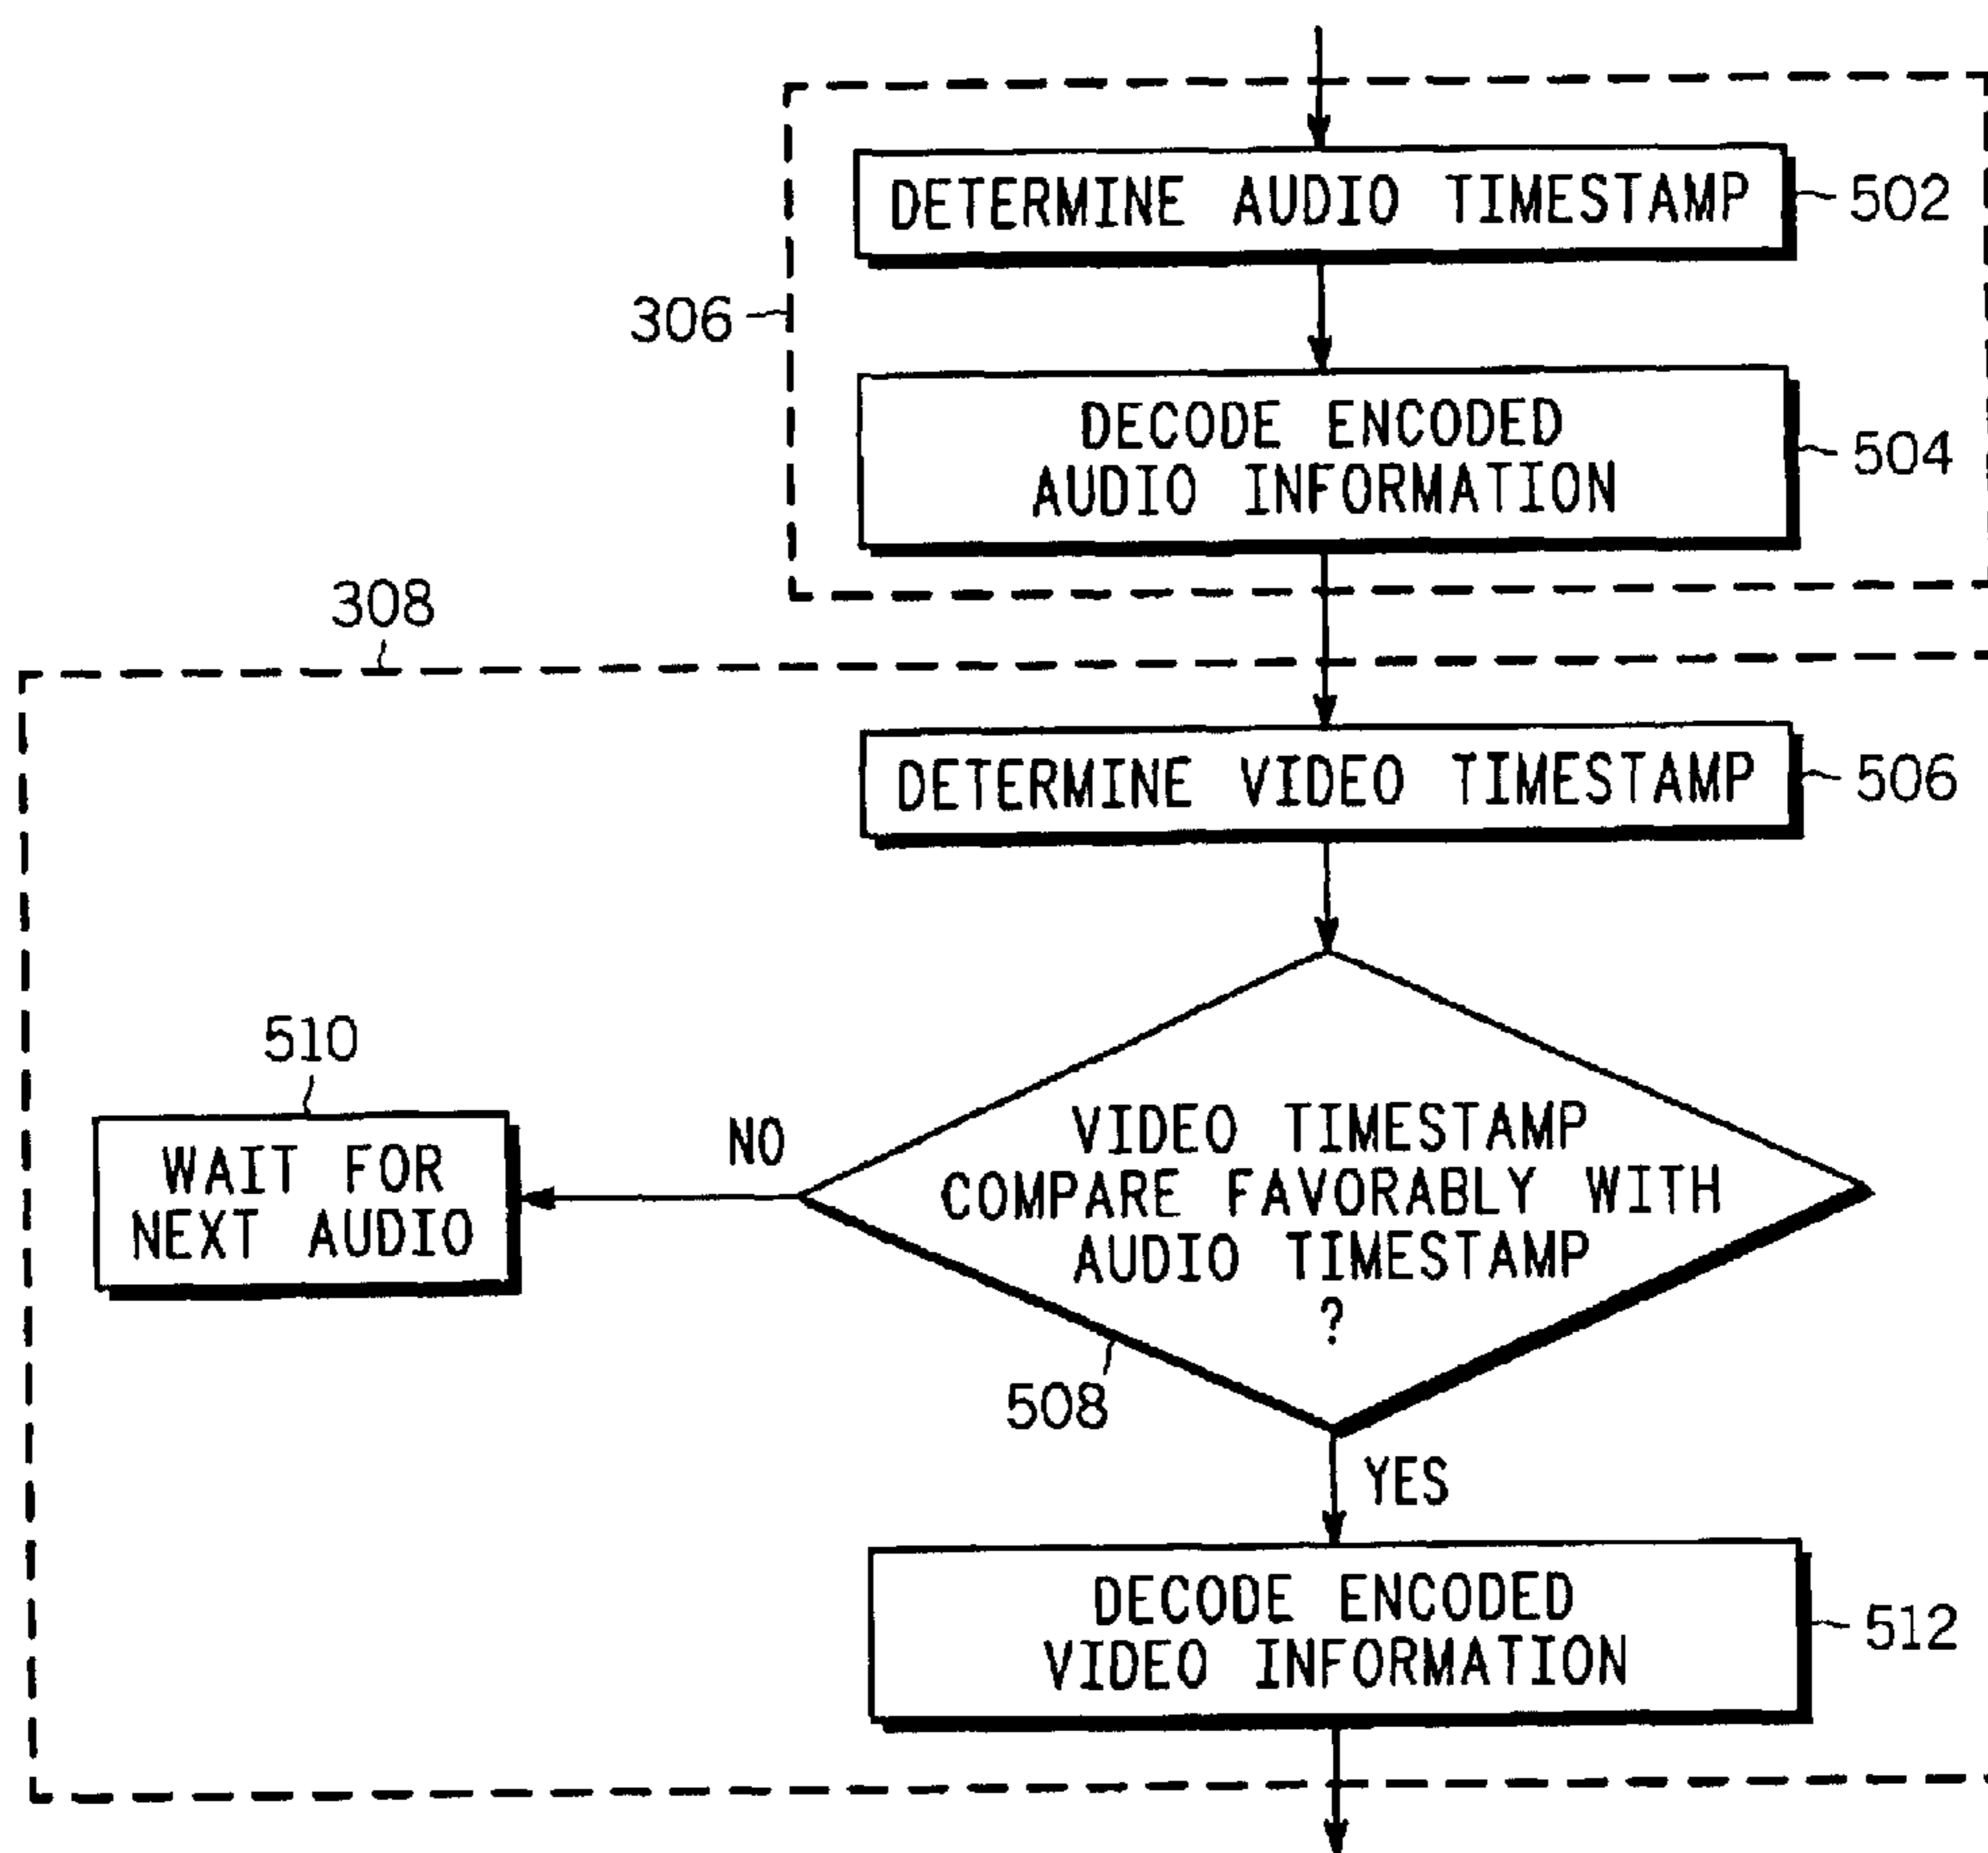 DETERMINE AUDIO TIMESTAMP
502
306
DECODE ENCODED
AUDIO INFORMATION
504
308
DETERMINE VIDEO TIMESTAMP
506
510
WAIT FOR
NEXT AUDIO
NO
VIDEO TIMESTAMP
COMPARE FAVORABLY WITH
AUDIO TIMESTAMP
?
508
YES
DECODE ENCODED
VIDEO INFORMATION
512